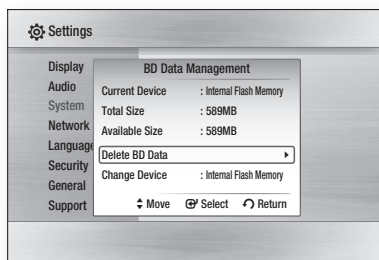 Settings
Display
Audio
System
Network
Language
Security
General
Support
BD Data Management
Current Device : Internal Flash Memory
Total Size : 589MB
Available Size : 589MB
Delete BD Data
Change Device : Internal Flash Memory
Move Select Return